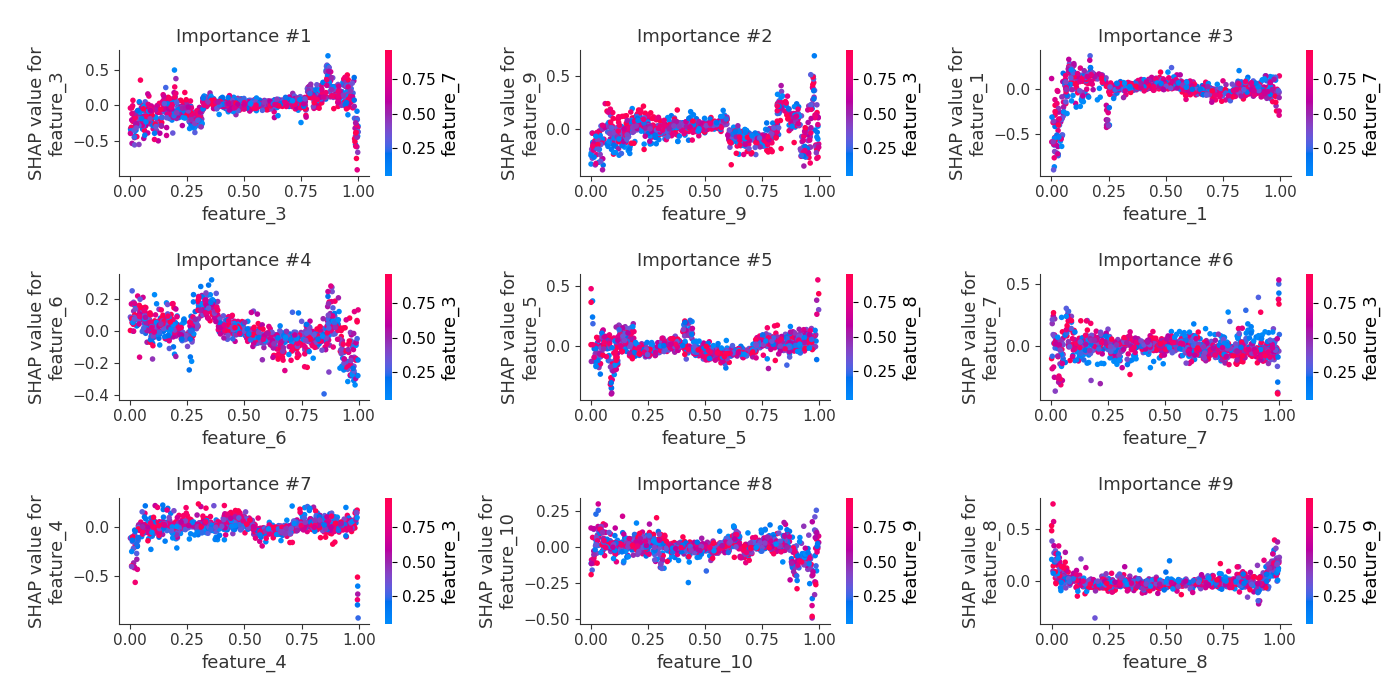 Importance #1
SHAP value for
feature_3
0.5
0.0
−0.5
0.00 0.25 0.50 0.75 1.00
feature_3
0.75
0.50
0.25
feature_7
Importance #2
SHAP value for
feature_9
0.5
0.0
0.00 0.25 0.50 0.75 1.00
feature_9
0.75
0.50
0.25
feature_3
Importance #3
SHAP value for
feature_1
0.0
−0.5
0.00 0.25 0.50 0.75 1.00
feature_1
0.75
0.50
0.25
feature_7
Importance #4
SHAP value for
feature_6
0.2
0.0
−0.2
−0.4
0.00 0.25 0.50 0.75 1.00
feature_6
0.75
0.50
0.25
feature_3
Importance #5
SHAP value for
feature_5
0.5
0.0
0.00 0.25 0.50 0.75 1.00
feature_5
0.75
0.50
0.25
feature_8
Importance #6
SHAP value for
feature_7
0.5
0.0
0.00 0.25 0.50 0.75 1.00
feature_7
0.75
0.50
0.25
feature_3
Importance #7
SHAP value for
feature_4
0.0
−0.5
0.00 0.25 0.50 0.75 1.00
feature_4
0.75
0.50
0.25
feature_3
Importance #8
SHAP value for
feature_10
0.25
0.00
−0.25
−0.50
0.00 0.25 0.50 0.75 1.00
feature_10
0.75
0.50
0.25
feature_9
Importance #9
SHAP value for
feature_8
0.5
0.0
0.00 0.25 0.50 0.75 1.00
feature_8
0.75
0.50
0.25
feature_9